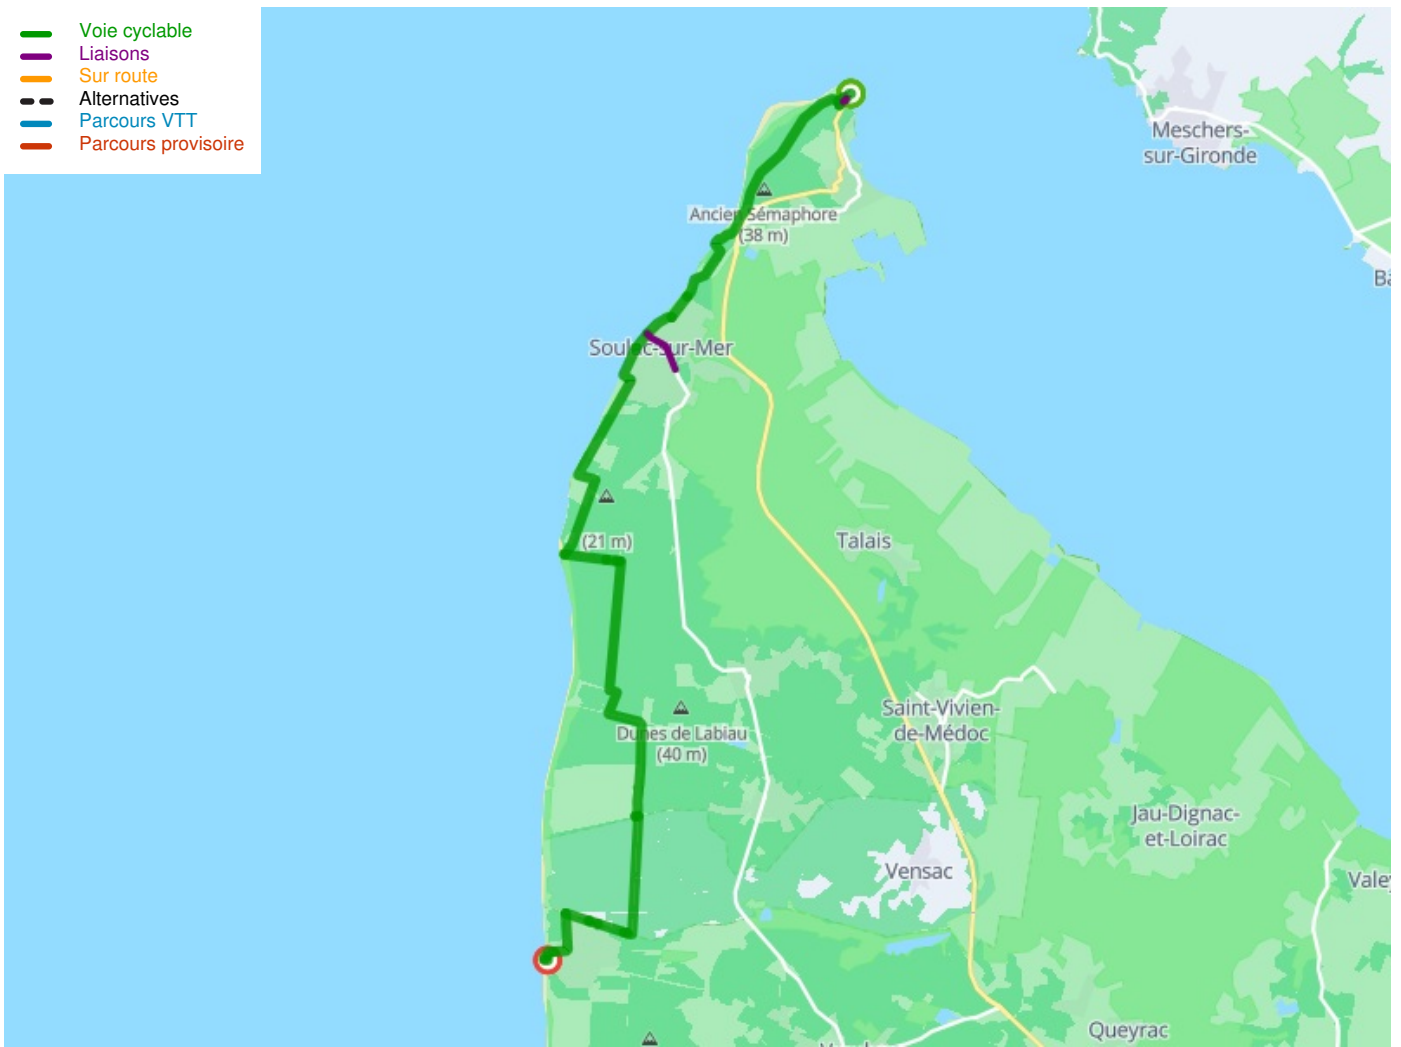 Voie cyclable
Liaisons
Sur route
Alternatives
Parcours VTT
Parcours provisoire
Meschers-
sur-Gironde
Ancien Sémaphore
(38 m)
Soulac-sur-Mer
(21 m)
Talais
Saint-Vivien-
de-Médoc
Dunes de Labiau
(40 m)
Jau-Dignac-
et-Loirac
Vensac
Queyrac